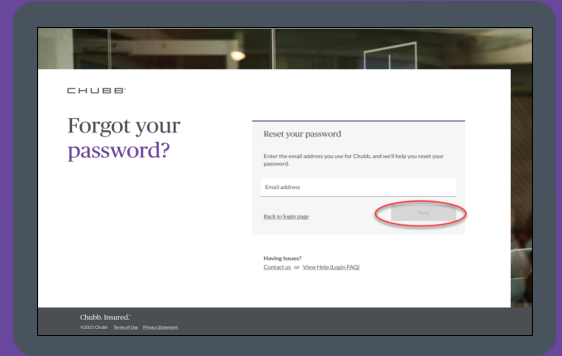 CHUBB
Forgot your
password?
Reset your password
Enter the email address you use for Chubb, and we'll help you reset your
password.
Email address
Back to login page
Next
Having Issues?
Contact us or View Help (Login FAQ)
Chubb. Insured.℠
©2023 Chubb Terms of Use Privacy Statement